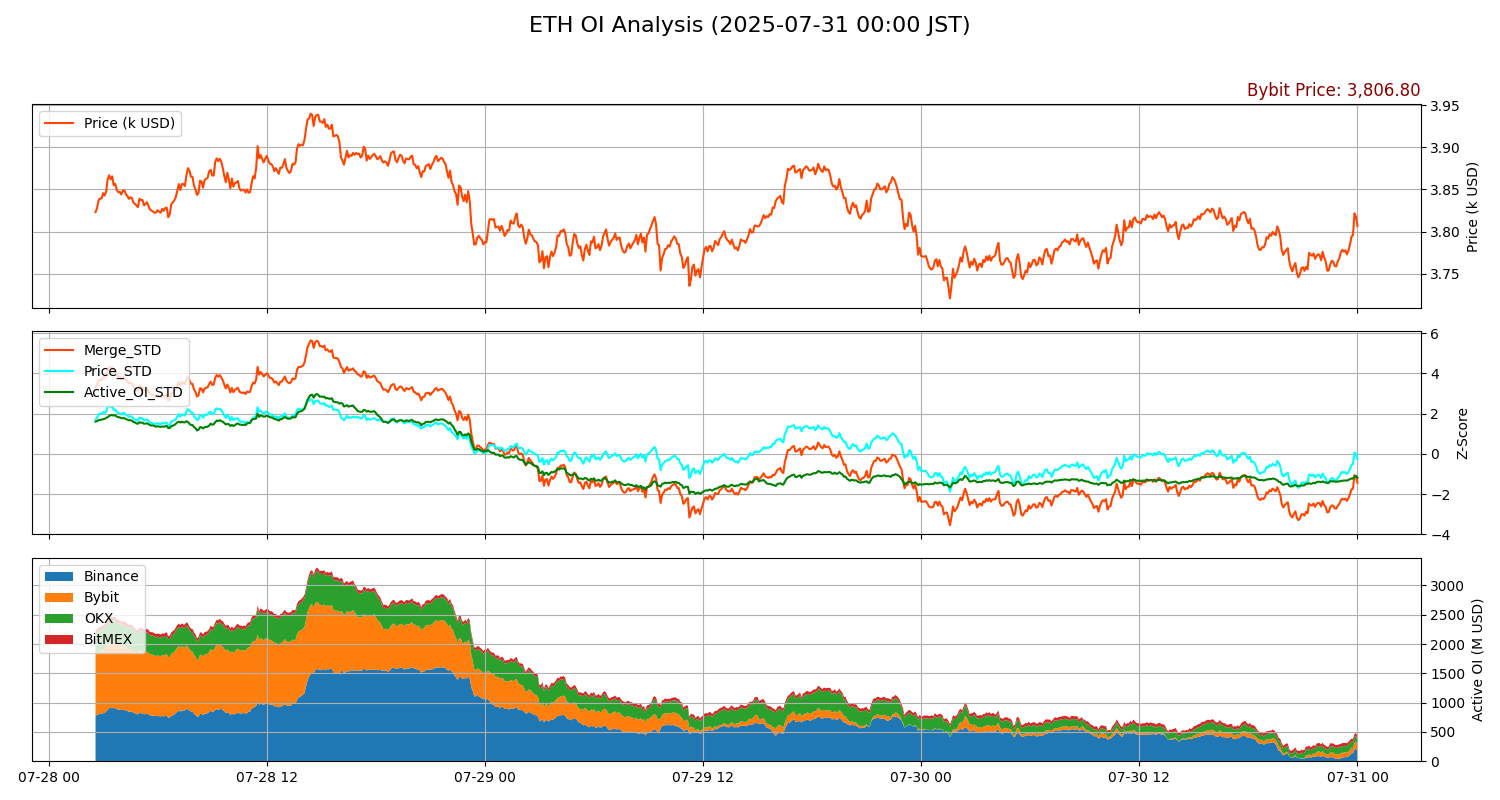 ETH OI Analysis (2025-07-31 00:00 JST)
Bybit Price: 3,806.80
Price (k USD)
3.95
3.90
3.85
3.80
3.75
Price (k USD)
Merge_STD
Price_STD
Active_OI_STD
6
4
2
0
−2
−4
Z-Score
Binance
Bybit
OKX
BitMEX
3000
2500
2000
1500
1000
500
0
Active OI (M USD)
07-28 00
07-28 12
07-29 00
07-29 12
07-30 00
07-30 12
07-31 00